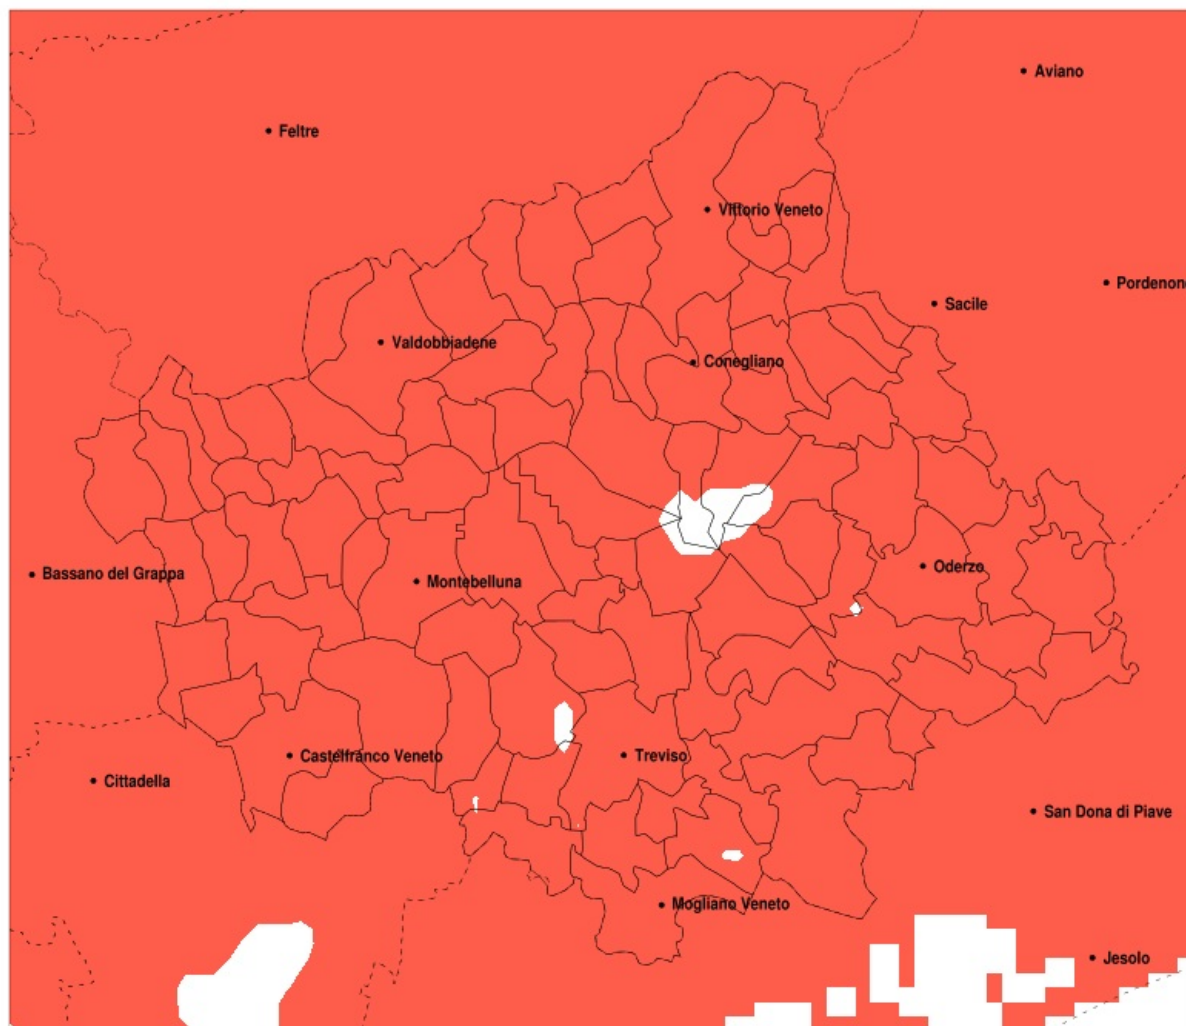 Aviano
Feltre
Vittorio Veneto
Pordenon
Sacile
Valdobbiadene
Conegliano
Oderzo
Bassano del Grappa
Montebelluna
Castelfranco Veneto
Treviso
Cittadella
San Dona di Piave
Mogliano Veneto
Jesolo